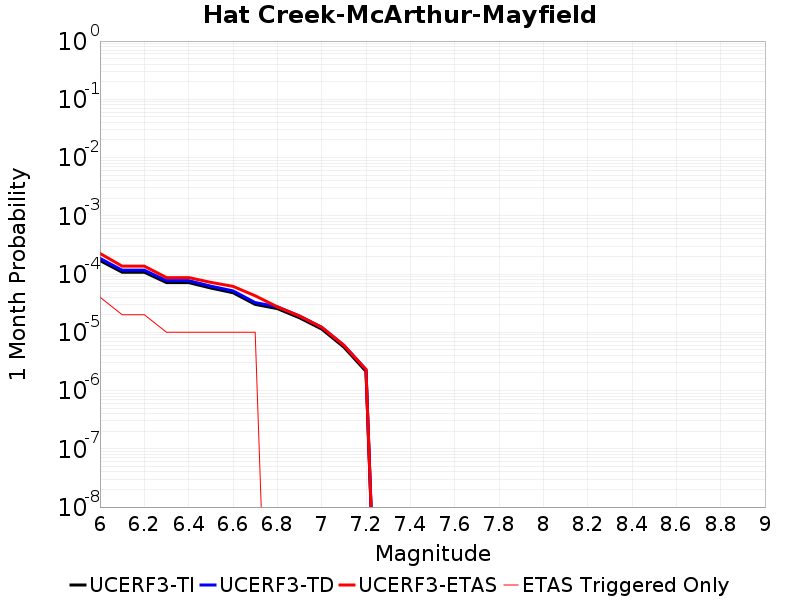 Hat Creek-McArthur-Mayfield
1 Month Probability
10^0
10^-1
10^-2
10^-3
10^-4
10^-5
10^-6
10^-7
10^-8
6 6.2 6.4 6.6 6.8 7 7.2 7.4 7.6 7.8 8 8.2 8.4 8.6 8.8 9
Magnitude
UCERF3-TI UCERF3-TD UCERF3-ETAS ETAS Triggered Only